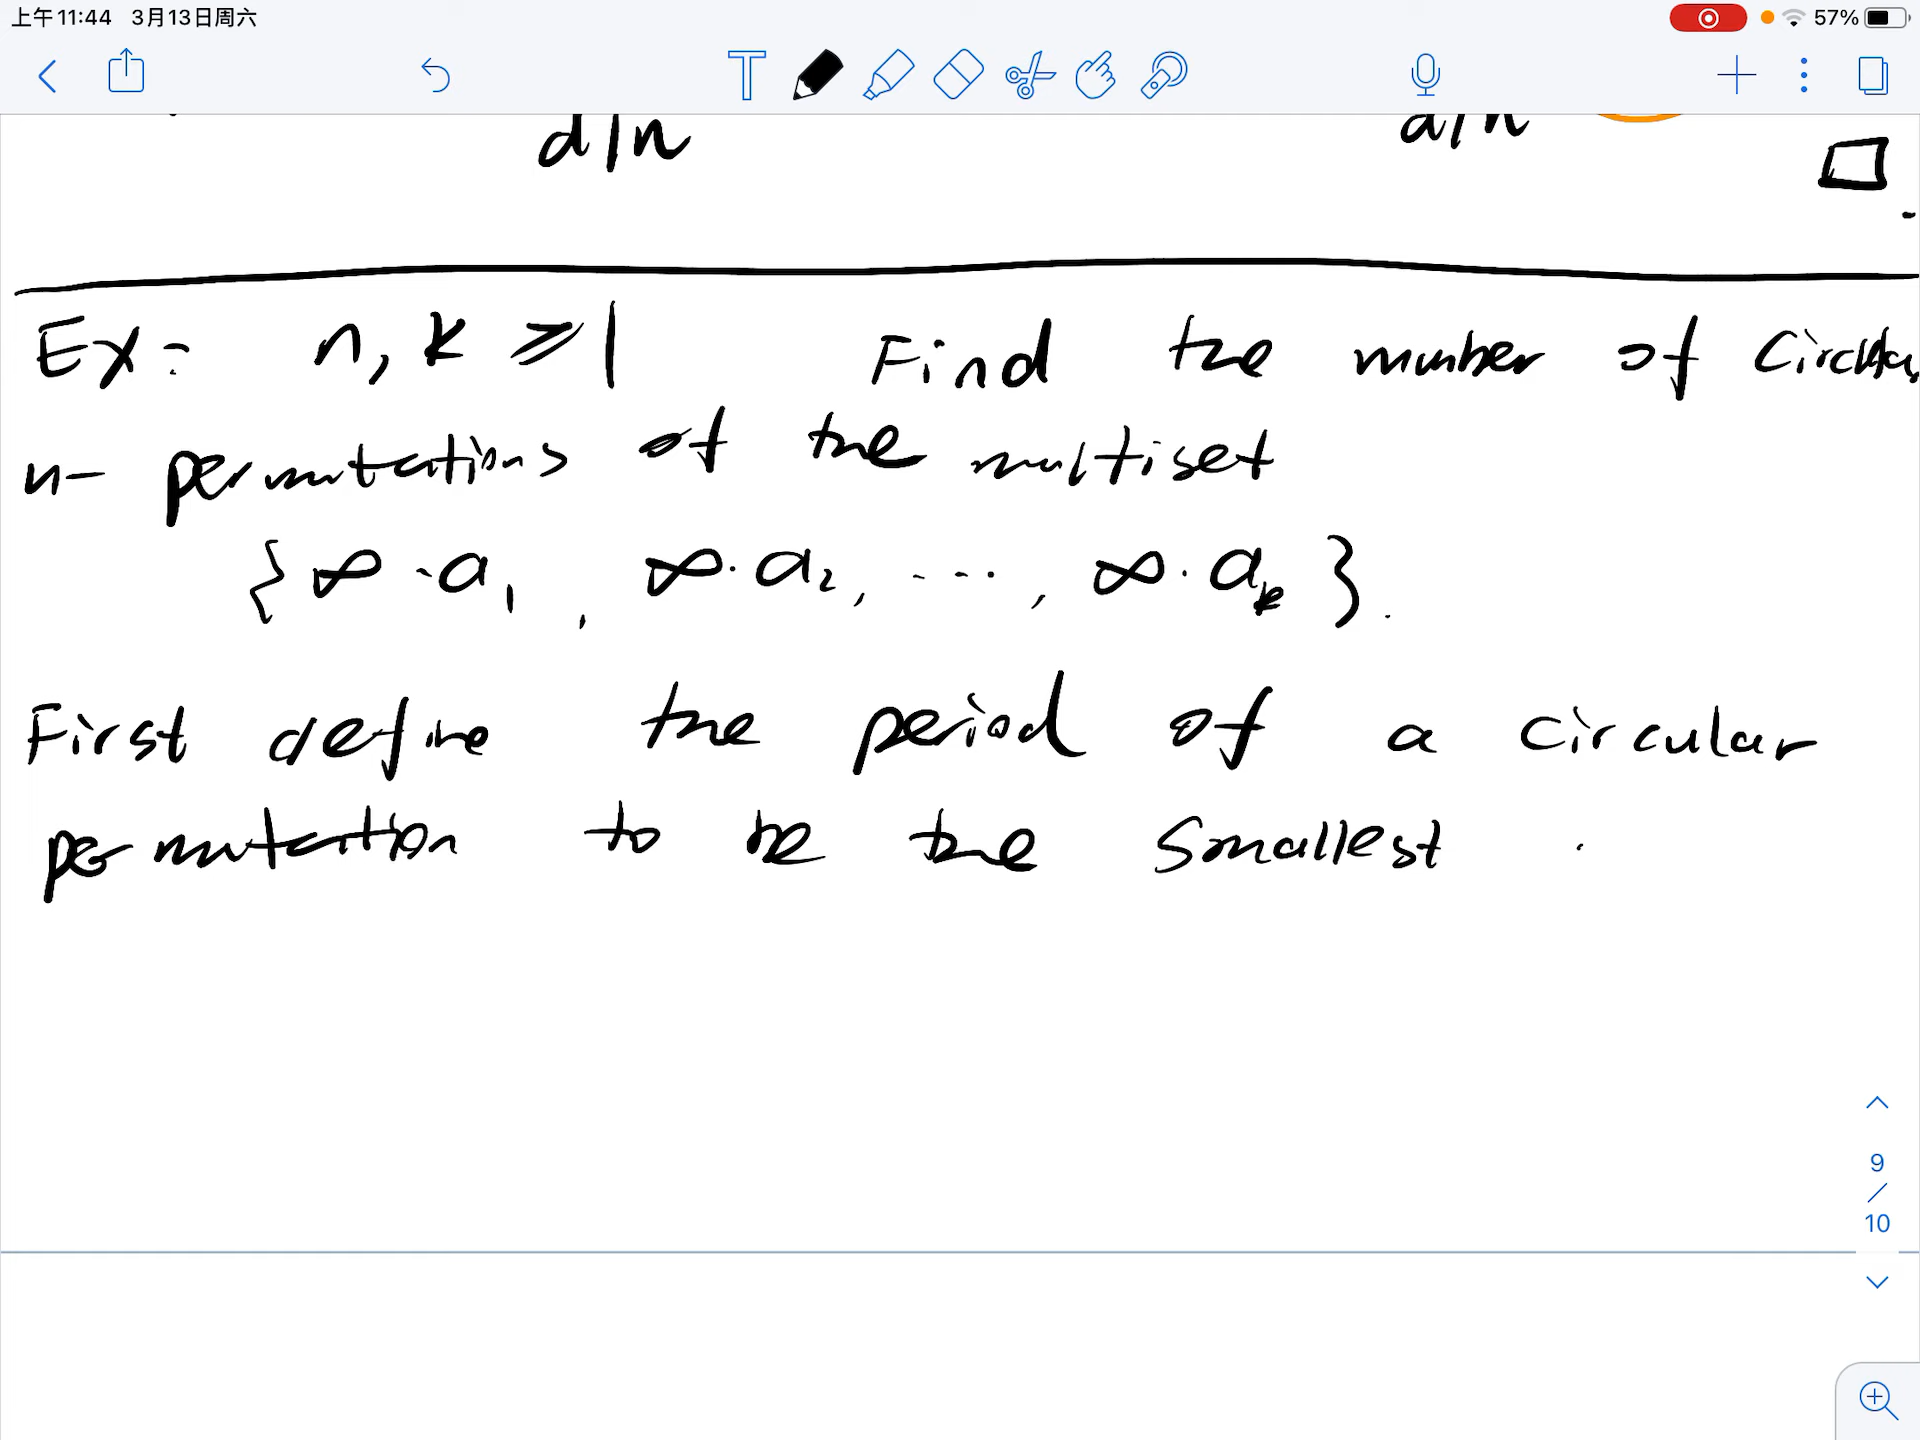 上午11:44 3月13日周六
57%
T
d|n d|n
Ex: n, k ⩾ 1 Find the number of Circular
n- permutations of the multiset
{ ∞ · a₁ , ∞ · a₂, ..., ∞ · aₖ }.
First define the period of a circular
permutation to be the smallest
9
/
10